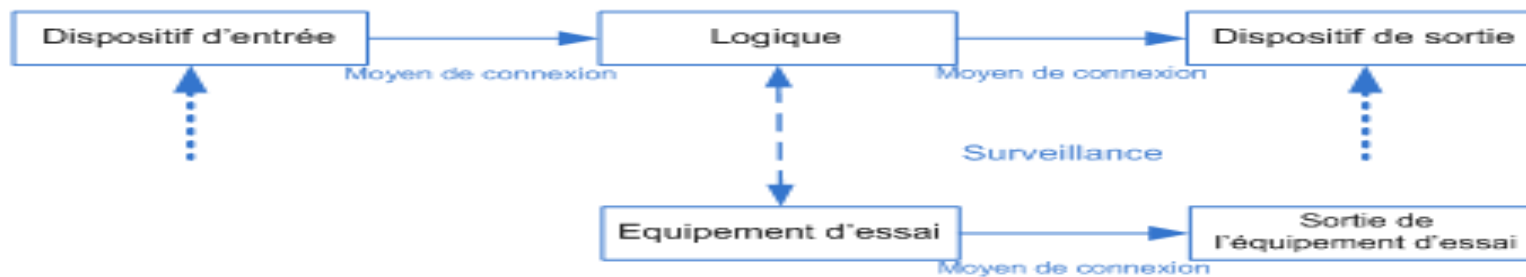 Dispositif d'entrée
Logique
Dispositif de sortie
Moyen de connexion
Moyen de connexion
Surveillance
Equipement d'essai
Sortie de
l'équipement d'essai
Moyen de connexion